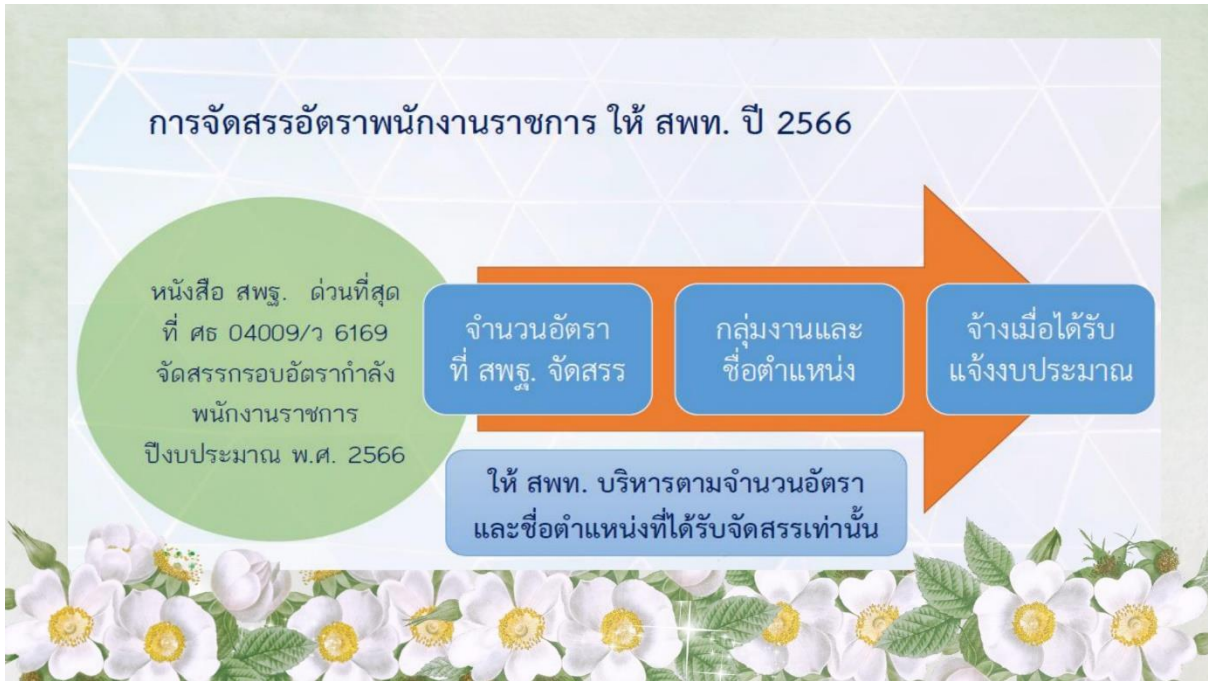 การจัดสรรอัตราพนักงานราชการ ให้ สพท. ปี 2566
หนังสือ สพฐ. ด่วนที่สุด
ที่ ศธ 04009/ว 6169
จัดสรรกรอบอัตรากำลัง
พนักงานราชการ
ปีงบประมาณ พ.ศ. 2566
จำนวนอัตรา
ที่ สพฐ. จัดสรร
กลุ่มงานและ
ชื่อตำแหน่ง
จ้างเมื่อได้รับ
แจ้งงบประมาณ
ให้ สพท. บริหารตามจำนวนอัตรา
และชื่อตำแหน่งที่ได้รับจัดสรรเท่านั้น